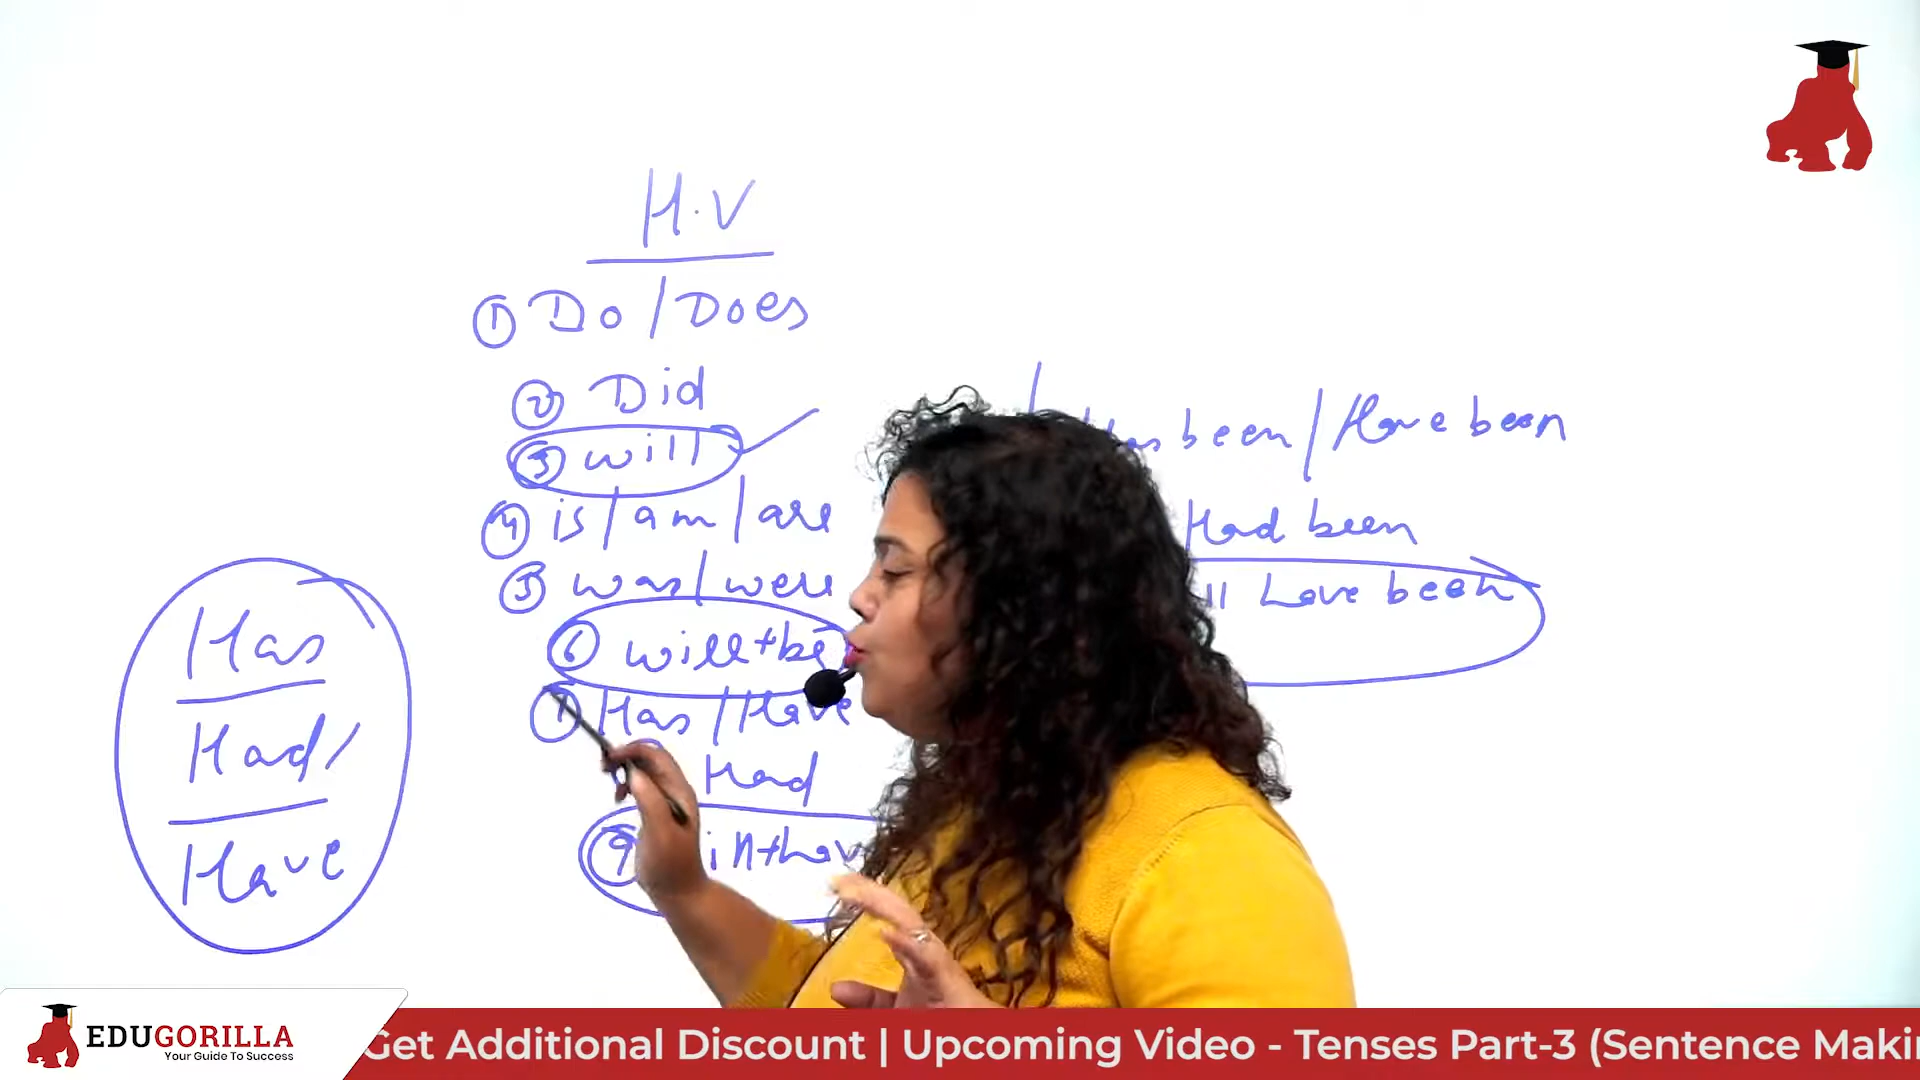 H.V
① Do/Does
② Did
③ will
④ is/am/are
⑤ was/were
⑥ will+be
⑦ Has/Have
Had
⑨
been/Have been
Had been
have been
Has
Had/
Have
EDUGORILLA
Your Guide To Success
Get Additional Discount | Upcoming Video - Tenses Part-3 (Sentence